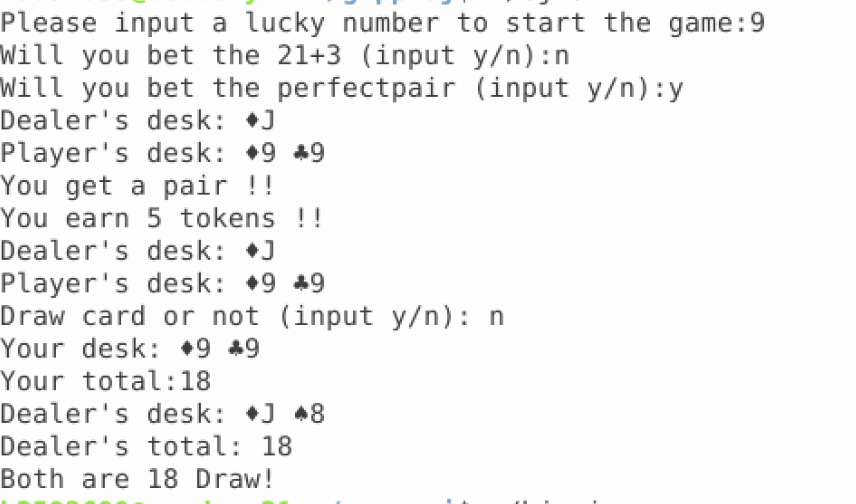 Please input a lucky number to start the game:9
Will you bet the 21+3 (input y/n):n
Will you bet the perfectpair (input y/n):y
Dealer's desk: ♦J
Player's desk: ♦9 ♣9
You get a pair !!
You earn 5 tokens !!
Dealer's desk: ♦J
Player's desk: ♦9 ♣9
Draw card or not (input y/n): n
Your desk: ♦9 ♣9
Your total:18
Dealer's desk: ♦J ♠8
Dealer's total: 18
Both are 18 Draw!